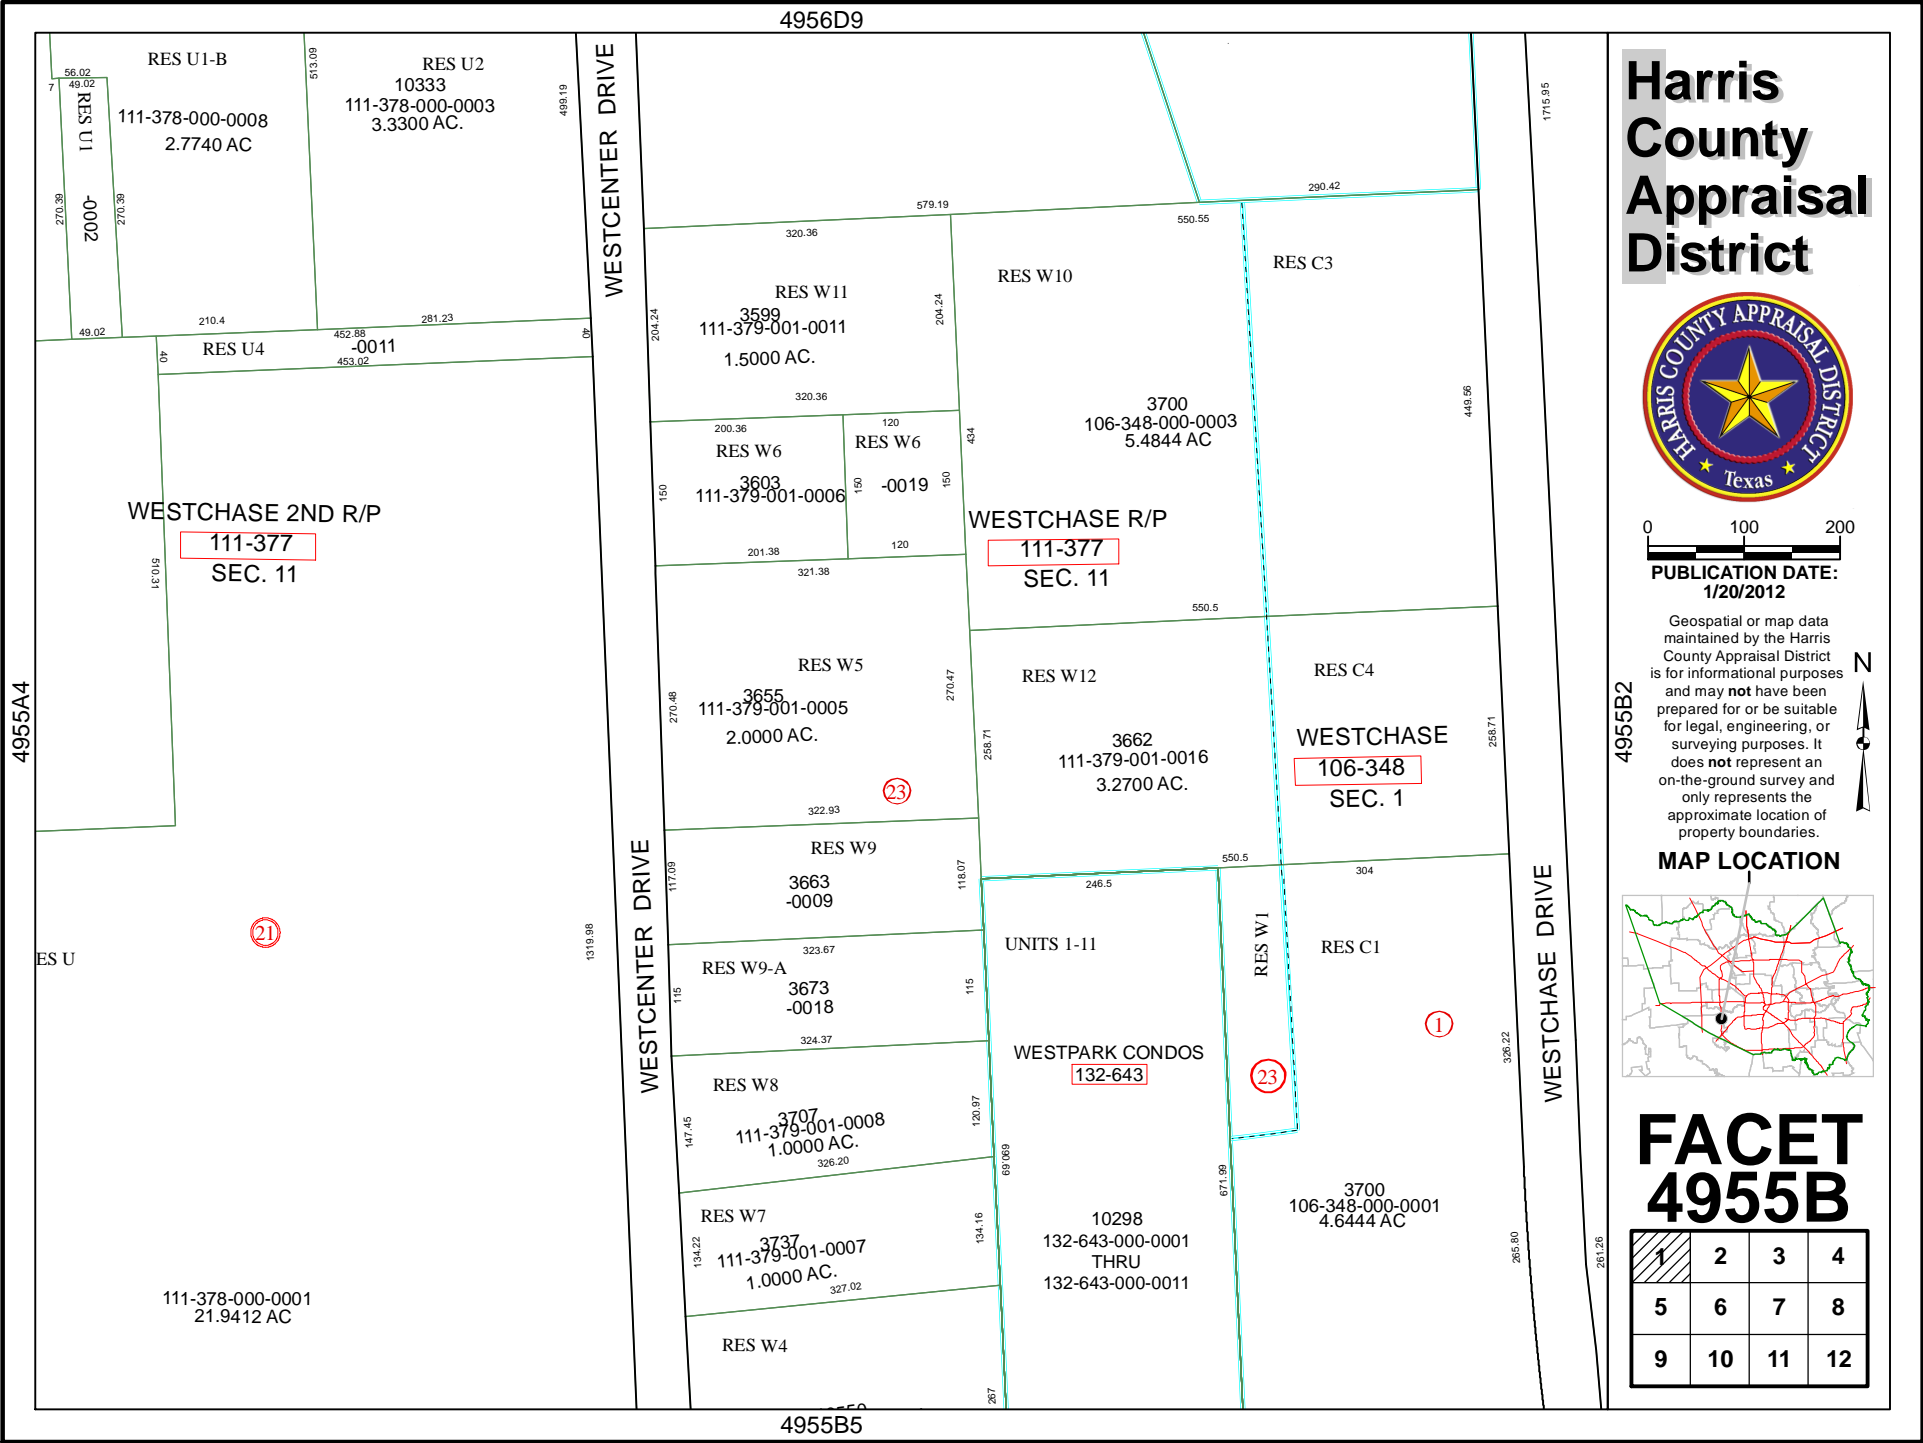 4956D9
RES U1-B
513.09
RES U2
10333
111-378-000-0003
3.3300 AC.
499.19
WESTCENTER DRIVE
56.02
7
49.02
RES U1
-0002
270.39
270.39
111-378-000-0008
2.7740 AC
49.02
210.4
281.23
452.88
RES U4
-0011
453.02
40
40
WESTCHASE 2ND R/P
111-377
SEC. 11
510.31
4955A4
ES U
21
1319.98
111-378-000-0001
21.9412 AC
WESTCENTER DRIVE
579.19
320.36
RES W11
3599
111-379-001-0011
1.5000 AC.
204.24
204.24
320.36
200.36
120
RES W6
3603
111-379-001-0006
150
150
RES W6
-0019
150
434
201.38
120
321.38
RES W5
3655
111-379-001-0005
2.0000 AC.
270.48
270.47
23
322.93
RES W9
3663
-0009
117.09
118.07
323.67
RES W9-A
3673
-0018
115
115
324.37
RES W8
3707
111-379-001-0008
1.0000 AC.
147.45
120.97
326.20
RES W7
3737
111-379-001-0007
1.0000 AC.
134.22
134.16
327.02
RES W4
267
290.42
550.55
RES W10
RES C3
3700
106-348-000-0003
5.4844 AC
449.56
WESTCHASE R/P
111-377
SEC. 11
550.5
RES W12
RES C4
3662
111-379-001-0016
3.2700 AC.
258.71
258.71
WESTCHASE
106-348
SEC. 1
550.5
246.5
304
UNITS 1-11
RES W1
RES C1
1
23
WESTPARK CONDOS
132-643
690.69
671.99
326.22
10298
132-643-000-0001
THRU
132-643-000-0011
3700
106-348-000-0001
4.6444 AC
265.80
261.26
1715.95
WESTCHASE DRIVE
4955B2
4955B5
Harris
County
Appraisal
District
HARRIS COUNTY APPRAISAL DISTRICT
Texas
0 100 200
PUBLICATION DATE:
1/20/2012
Geospatial or map data
maintained by the Harris
County Appraisal District
is for informational purposes
and may not have been
prepared for or be suitable
for legal, engineering, or
surveying purposes. It
does not represent an
on-the-ground survey and
only represents the
approximate location of
property boundaries.
N
MAP LOCATION
FACET
4955B
1 2 3 4
5 6 7 8
9 10 11 12